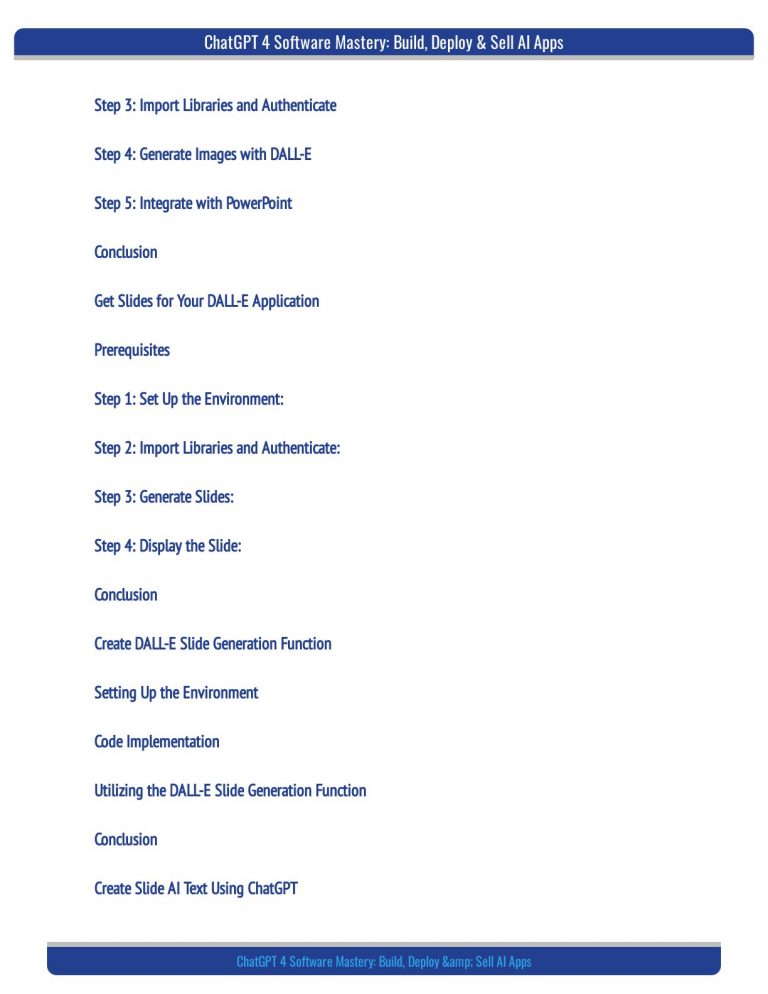 ChatGPT 4 Software Mastery: Build, Deploy & Sell AI Apps
Step 3: Import Libraries and Authenticate
Step 4: Generate Images with DALL-E
Step 5: Integrate with PowerPoint
Conclusion
Get Slides for Your DALL-E Application
Prerequisites
Step 1: Set Up the Environment:
Step 2: Import Libraries and Authenticate:
Step 3: Generate Slides:
Step 4: Display the Slide:
Conclusion
Create DALL-E Slide Generation Function
Setting Up the Environment
Code Implementation
Utilizing the DALL-E Slide Generation Function
Conclusion
Create Slide AI Text Using ChatGPT
ChatGPT 4 Software Mastery: Build, Deploy &amp; Sell AI Apps